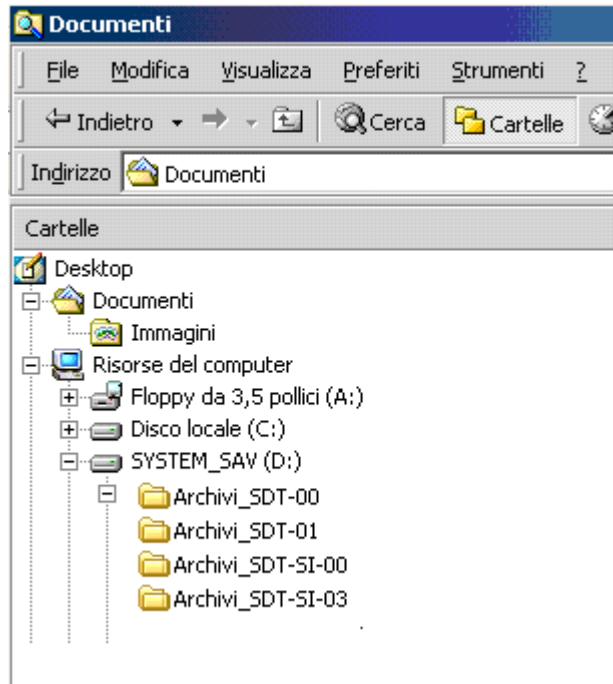 Documenti
File Modifica Visualizza Preferiti Strumenti ?
Indietro Cerca Cartelle
Indirizzo Documenti
Cartelle
Desktop
Documenti
Immagini
Risorse del computer
Floppy da 3,5 pollici (A:)
Disco locale (C:)
SYSTEM_SAV (D:)
Archivi_SDT-00
Archivi_SDT-01
Archivi_SDT-SI-00
Archivi_SDT-SI-03